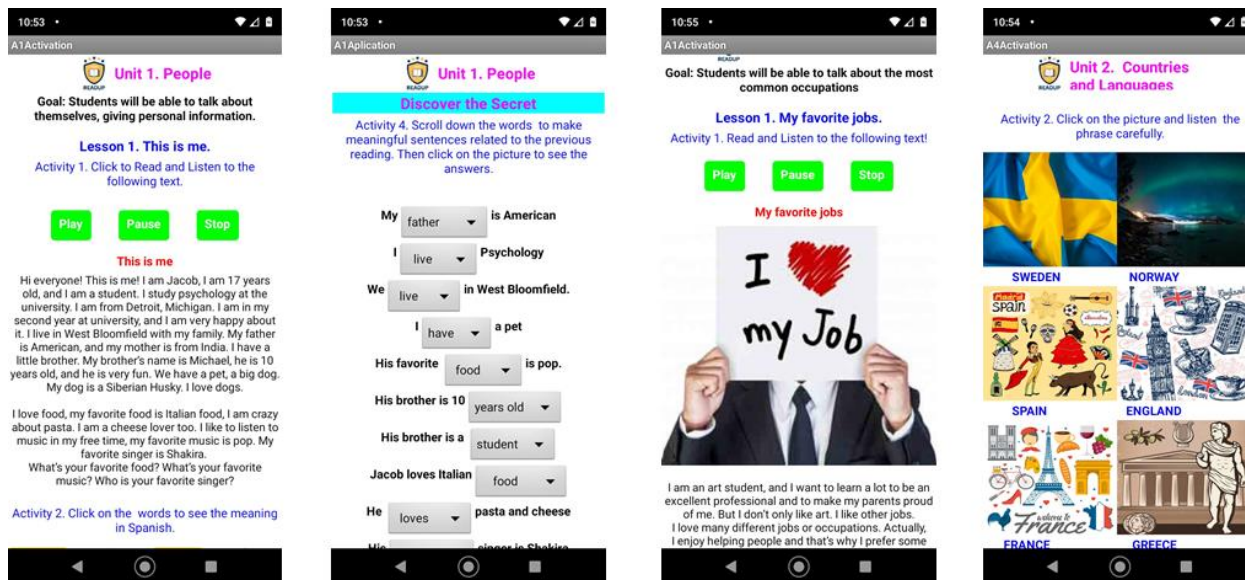 10:53
A1Activation
READUP
Unit 1. People
Goal: Students will be able to talk about
themselves, giving personal information.
Lesson 1. This is me.
Activity 1. Click to Read and Listen to the
following text.
Play Pause Stop
This is me
Hi everyone! This is me! I am Jacob, I am 17 years
old, and I am a student. I study psychology at the
university. I am from Detroit, Michigan. I am in my
second year at university, and I am very happy about
it. I live in West Bloomfield with my family. My father
is American, and my mother is from India. I have a
little brother. My brother's name is Michael, he is 10
years old, and he is very fun. We have a pet, a big dog.
My dog is a Siberian Husky. I love dogs.
I love food, my favorite food is Italian food, I am crazy
about pasta. I am a cheese lover too. I like to listen to
music in my free time, my favorite music is pop. My
favorite singer is Shakira.
What's your favorite food? What's your favorite
music? Who is your favorite singer?
Activity 2. Click on the words to see the meaning
in Spanish.
10:53
A1Aplication
READUP
Unit 1. People
Discover the Secret
Activity 4. Scroll down the words to make
meaningful sentences related to the previous
reading. Then click on the picture to see the
answers.
My father is American
I live Psychology
We live in West Bloomfield.
I have a pet
His favorite food is pop.
His brother is 10 years old
His brother is a student
Jacob loves Italian food
He loves pasta and cheese
His singer is Shakira
10:55
A1Activation
READUP
Goal: Students will be able to talk about the most
common occupations
Lesson 1. My favorite jobs.
Activity 1. Read and Listen to the following text!
Play Pause Stop
My favorite jobs
I
my Job
I am an art student, and I want to learn a lot to be an
excellent professional and to make my parents proud
of me. But I don't only like art. I like other jobs.
I love many different jobs or occupations. Actually,
I enjoy helping people and that's why I prefer some
10:54
A4Activation
READUP
Unit 2. Countries
and Languages
Activity 2. Click on the picture and listen the
phrase carefully.
SWEDEN NORWAY
SPAIN
England
SPAIN ENGLAND
welcome to
France
FRANCE GREECE